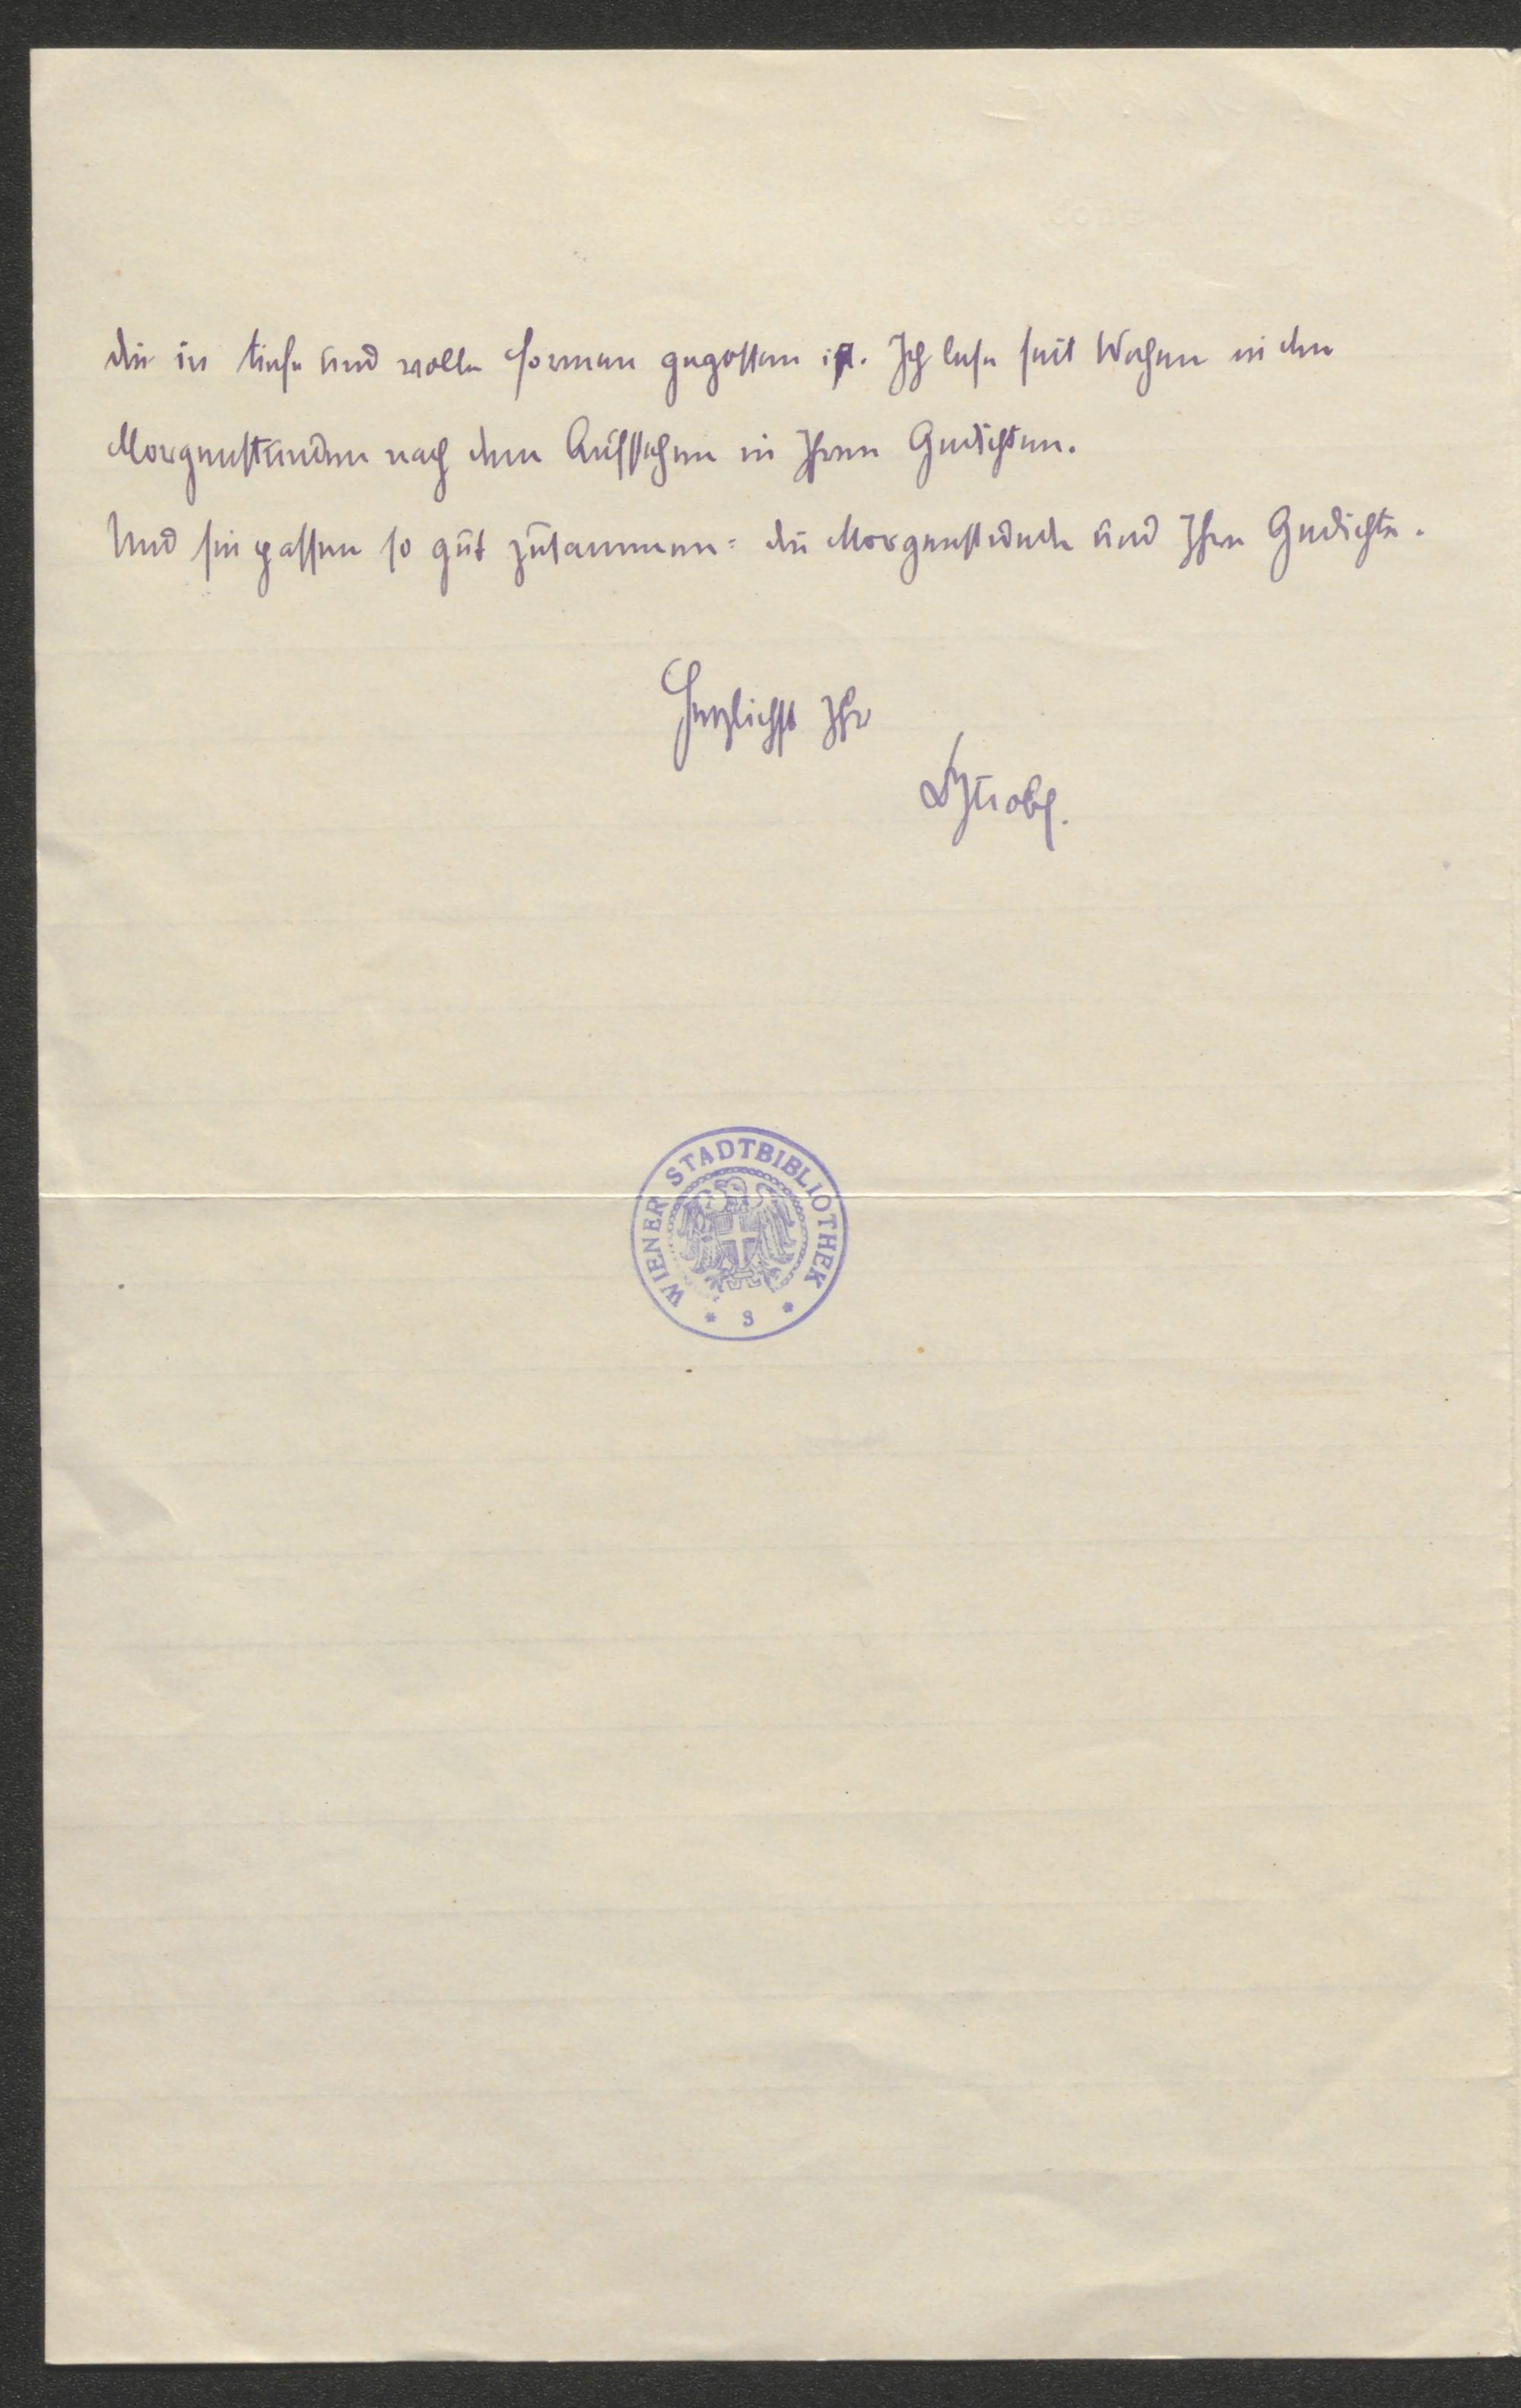 die in tiefe und volle Formen gegossen ist. Ich lese seit Wochen in den
Morgenstunden nach dem Aufstehen in Ihren Gedichten.
Und sie passen so gut zusammen: die Morgenstunde und Ihre Gedichte.
Herzlichst Ihr
Strobl.
WIENER STADTBIBLIOTHEK
* S *